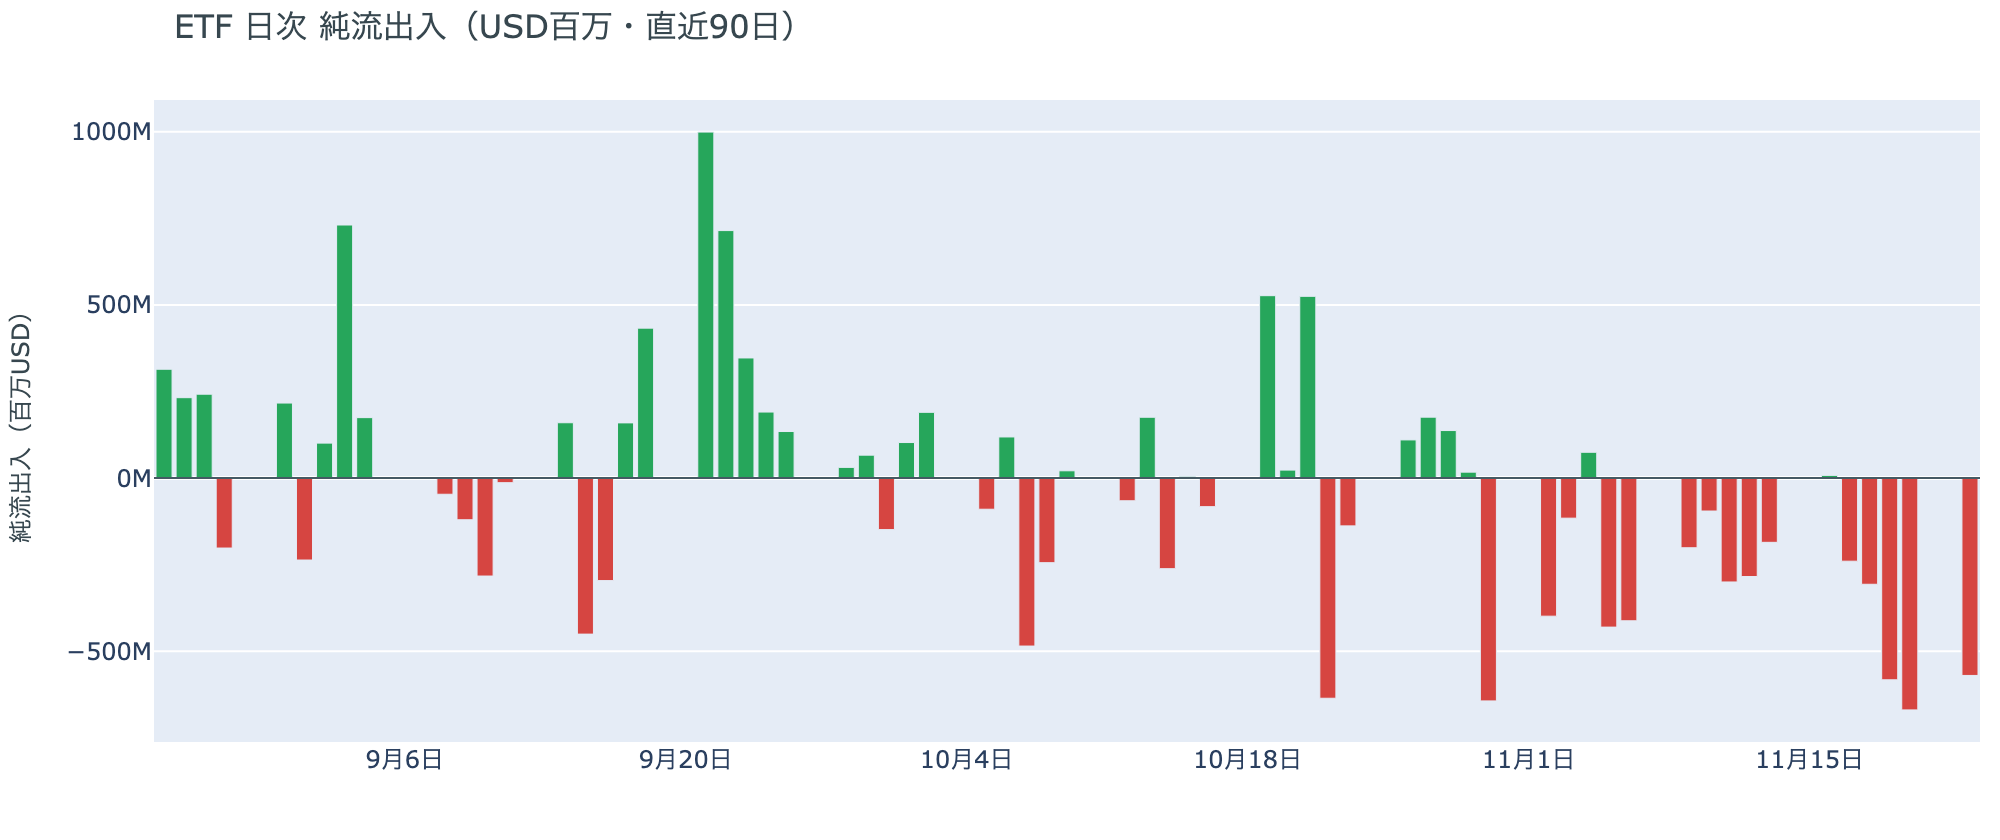 ETF 日次 純流出入（USD百万・直近90日）
純流出入（百万USD）
1000M
500M
0M
−500M
9月6日
9月20日
10月4日
10月18日
11月1日
11月15日